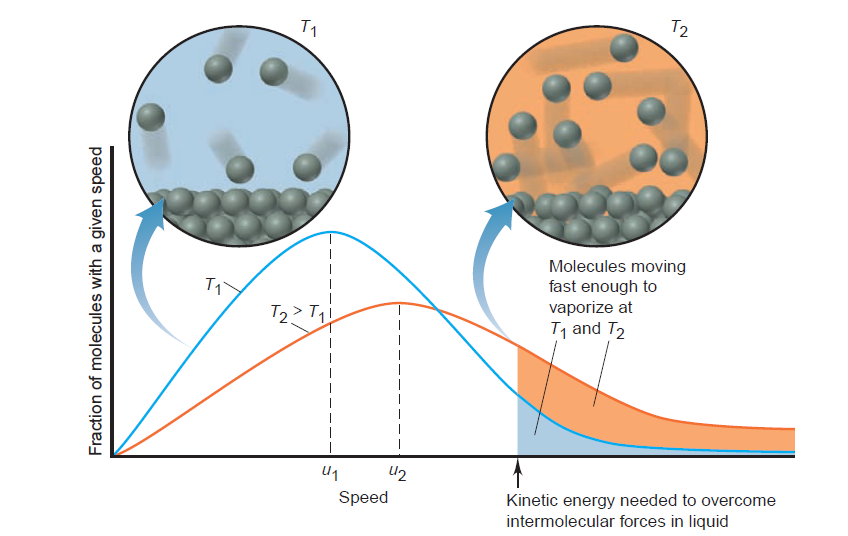 T1
T2
Fraction of molecules with a given speed
T1
T2 > T1
Molecules moving
fast enough to
vaporize at
T1 and T2
u1
u2
Speed
Kinetic energy needed to overcome
intermolecular forces in liquid